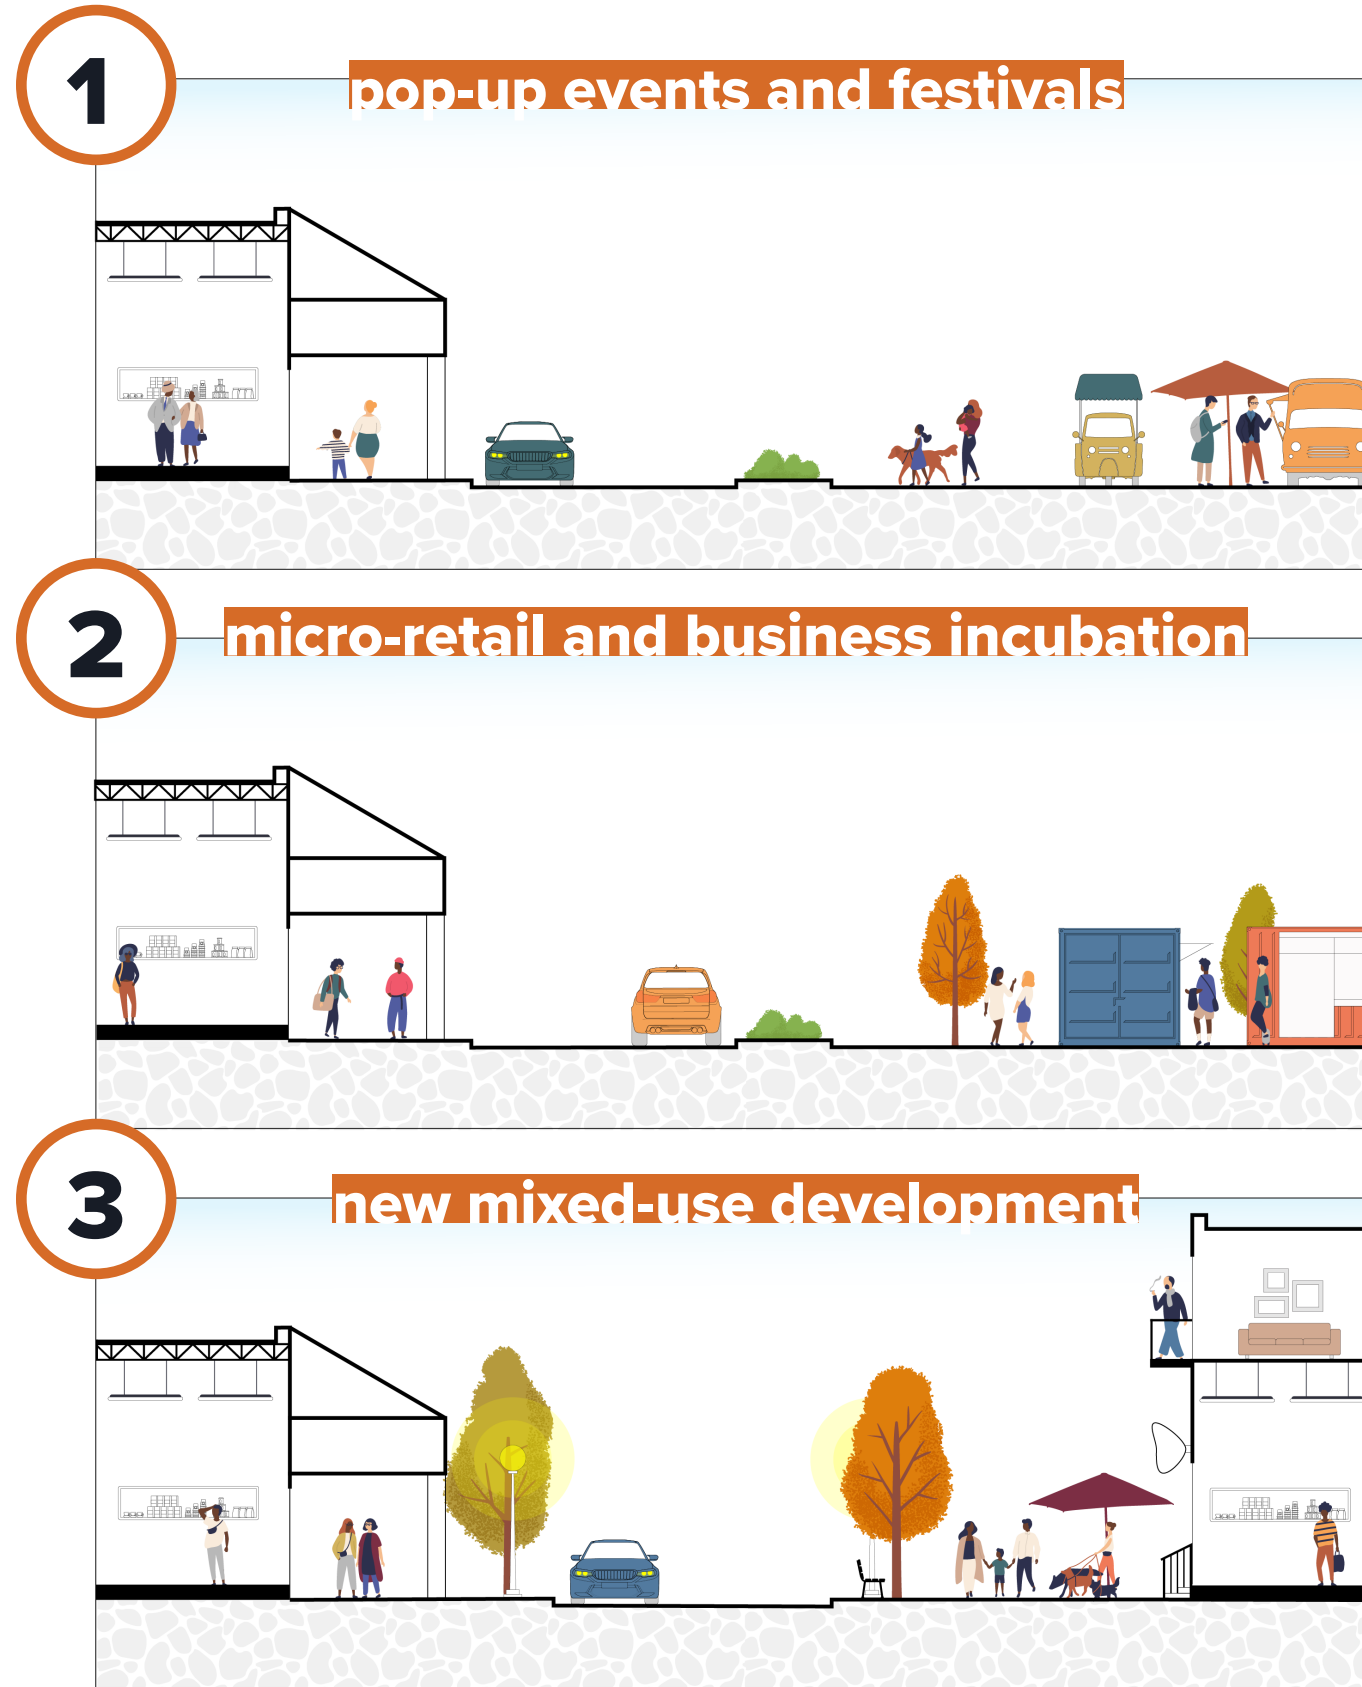 1
pop-up events and festivals
2
micro-retail and business incubation
3
new mixed-use development